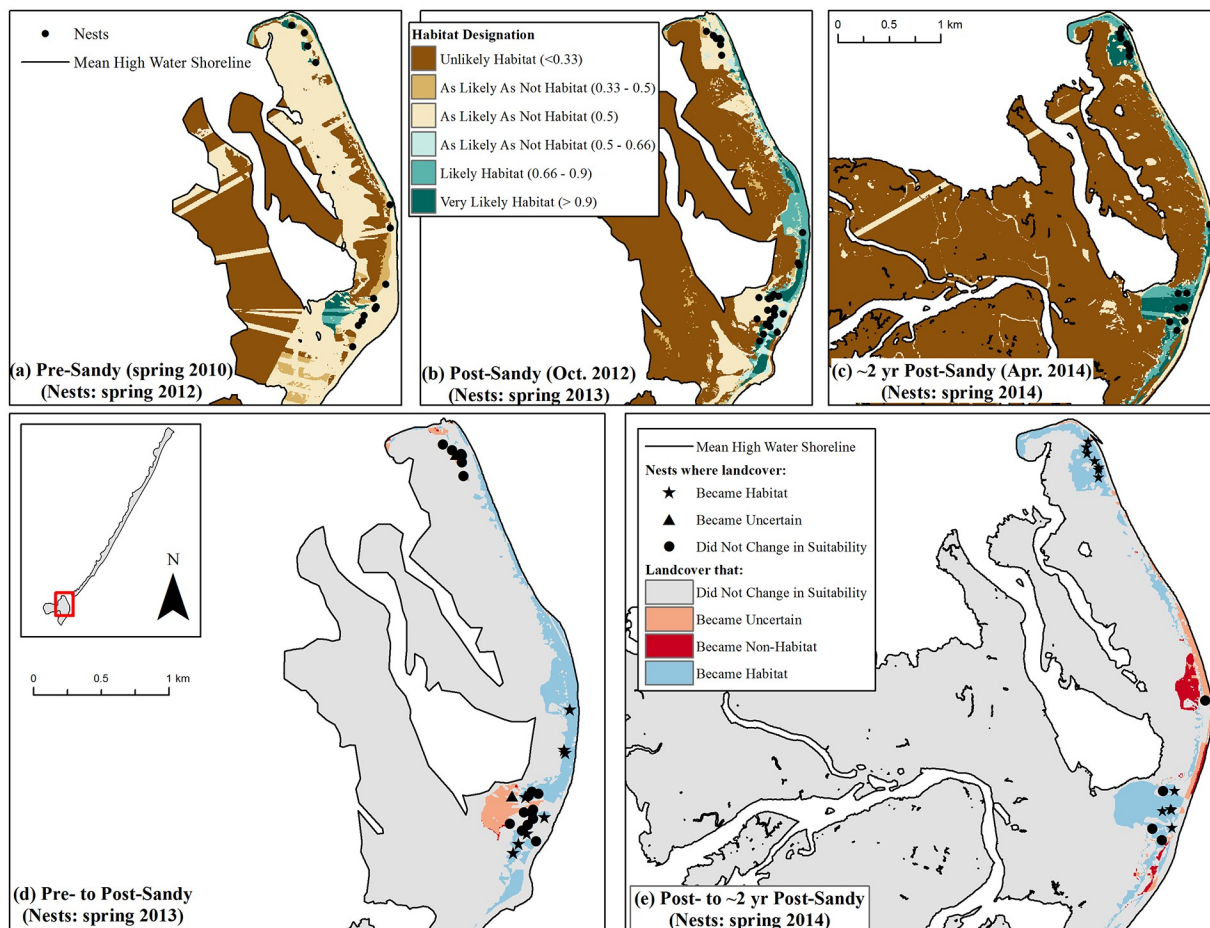 Nests
Mean High Water Shoreline
(a) Pre-Sandy (spring 2010)
(Nests: spring 2012)
Habitat Designation
Unlikely Habitat (<0.33)
As Likely As Not Habitat (0.33 - 0.5)
As Likely As Not Habitat (0.5)
As Likely As Not Habitat (0.5 - 0.66)
Likely Habitat (0.66 - 0.9)
Very Likely Habitat (> 0.9)
(b) Post-Sandy (Oct. 2012)
(Nests: spring 2013)
0 0.5 1 km
(c) ~2 yr Post-Sandy (Apr. 2014)
(Nests: spring 2014)
N
0 0.5 1 km
(d) Pre- to Post-Sandy
(Nests: spring 2013)
Mean High Water Shoreline
Nests where landcover:
Became Habitat
Became Uncertain
Did Not Change in Suitability
Landcover that:
Did Not Change in Suitability
Became Uncertain
Became Non-Habitat
Became Habitat
(e) Post- to ~2 yr Post-Sandy
(Nests: spring 2014)